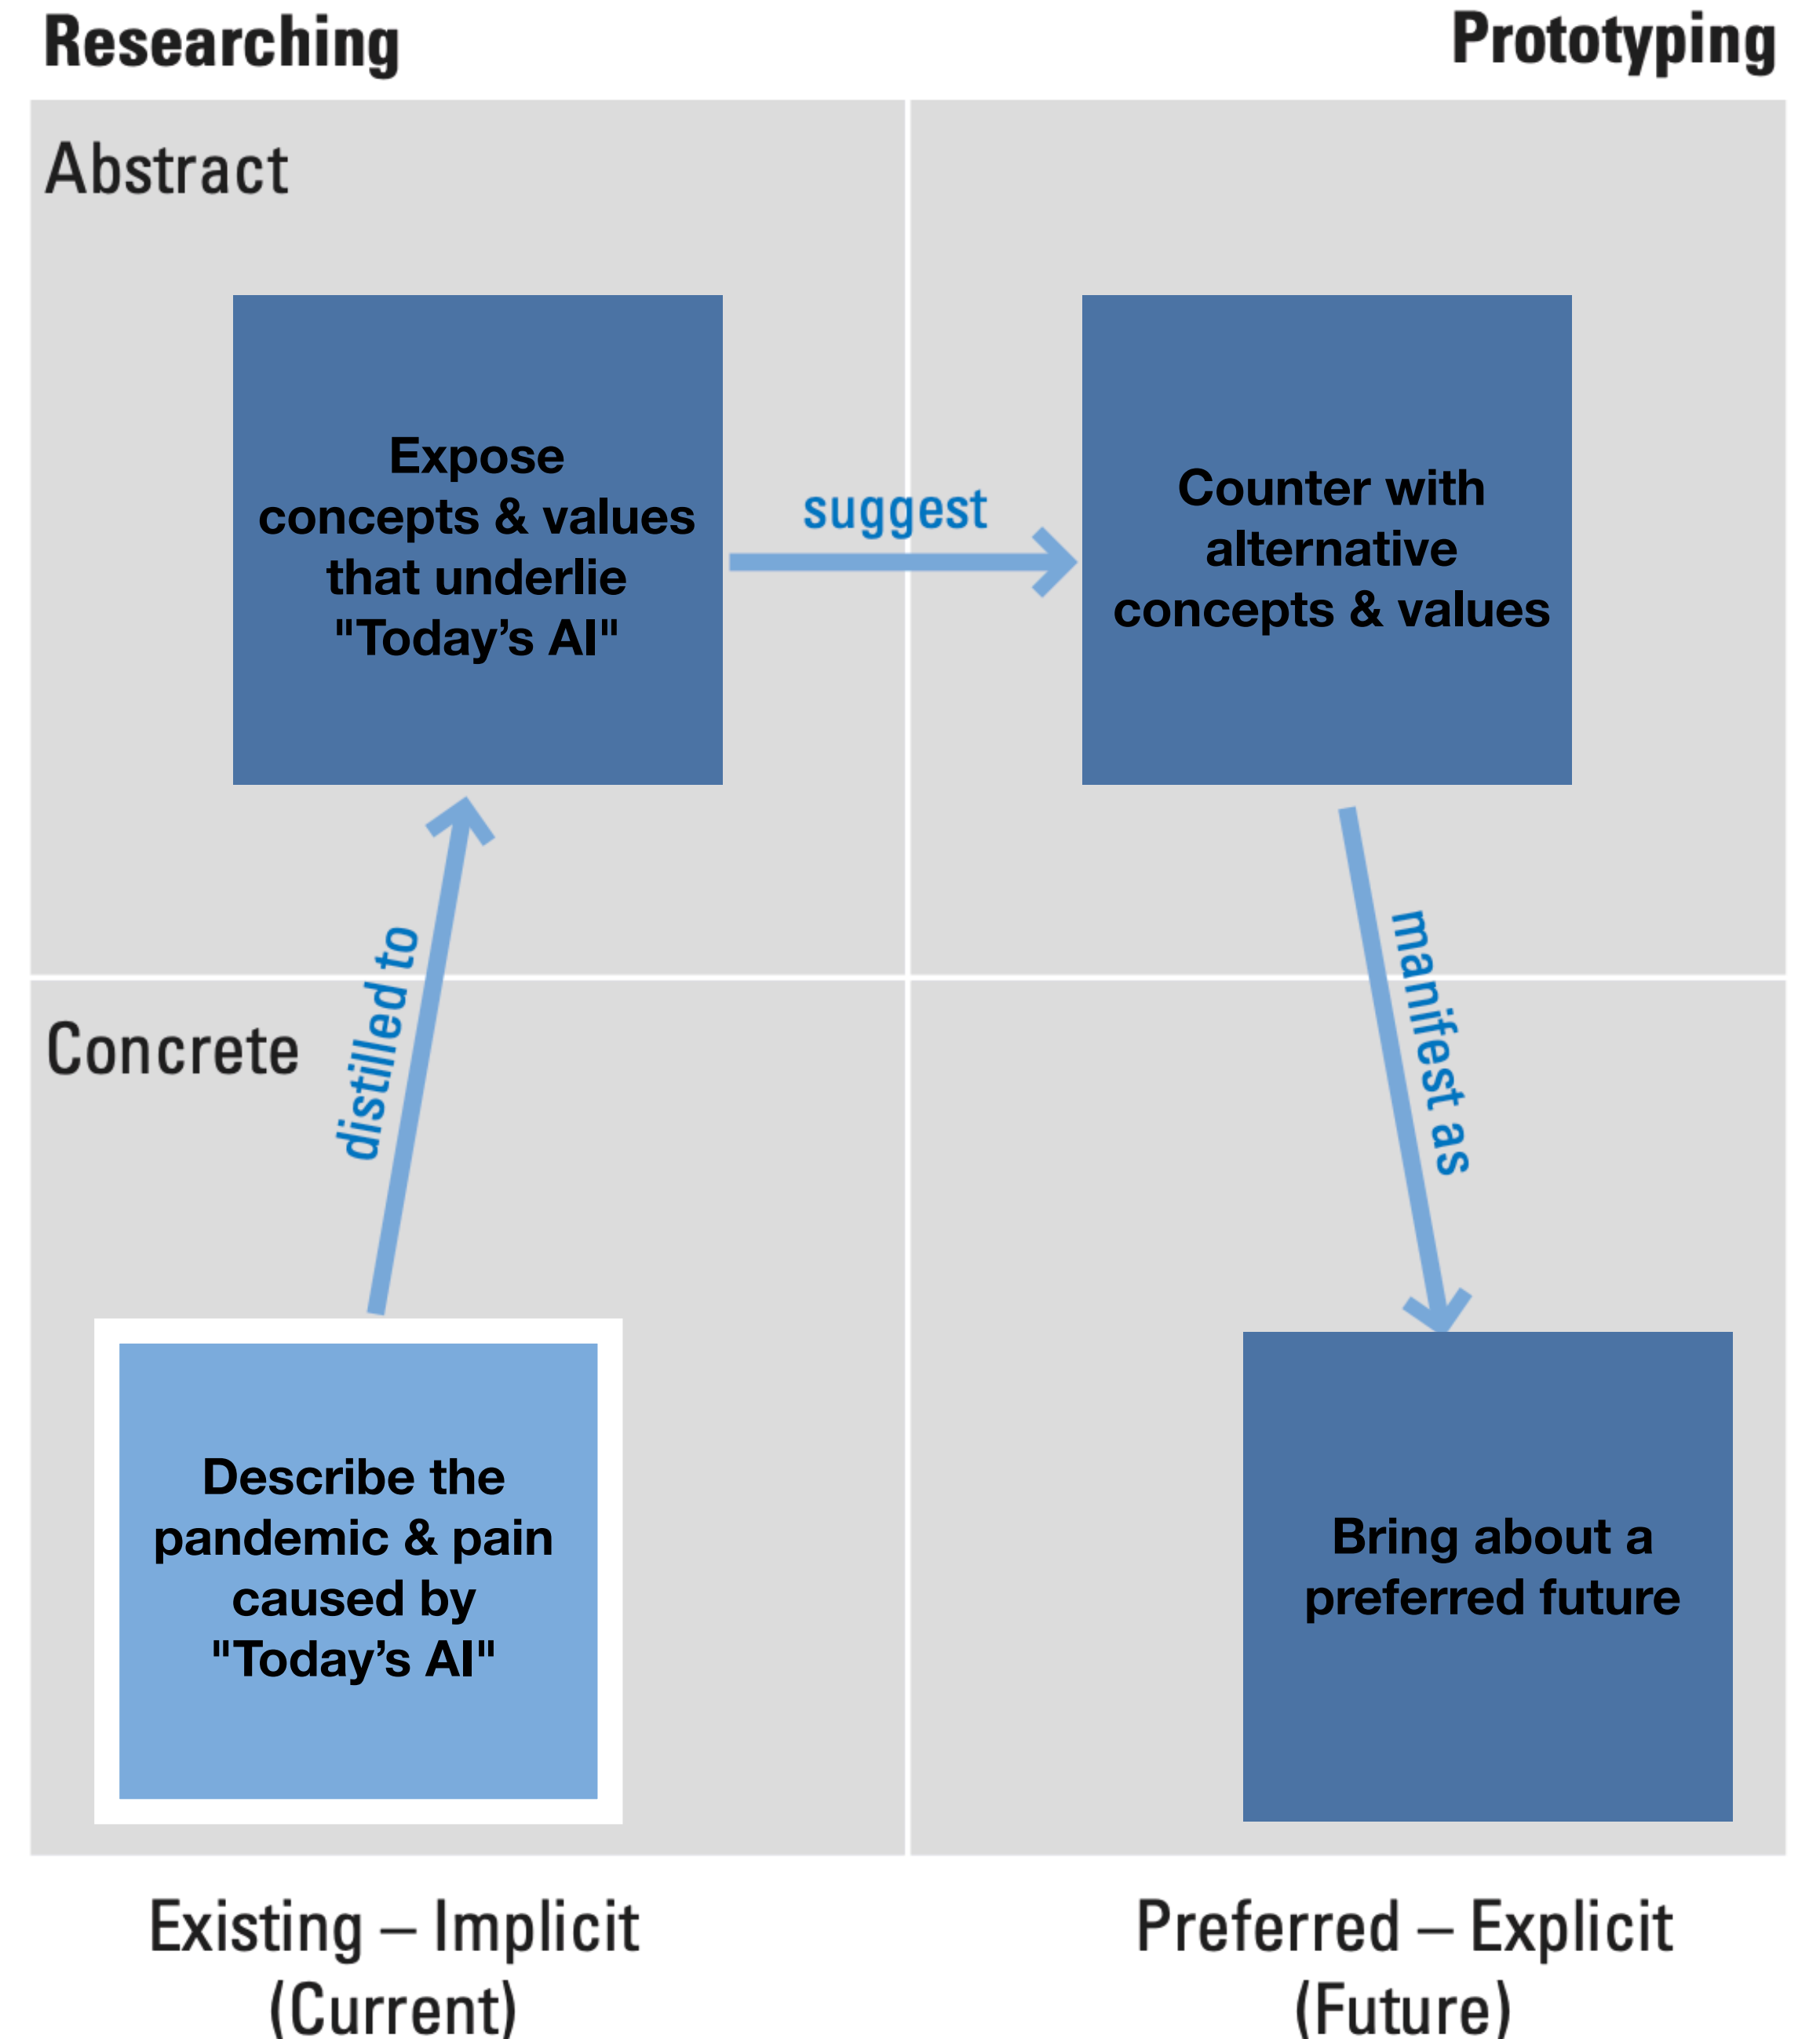 Researching
Prototyping
Abstract
Expose
concepts & values
that underlie
"Today’s AI"
suggest
Counter with
alternative
concepts & values
distilled to
manifest as
Concrete
Describe the
pandemic & pain
caused by
"Today’s AI"
Bring about a
preferred future
Existing – Implicit
(Current)
Preferred – Explicit
(Future)